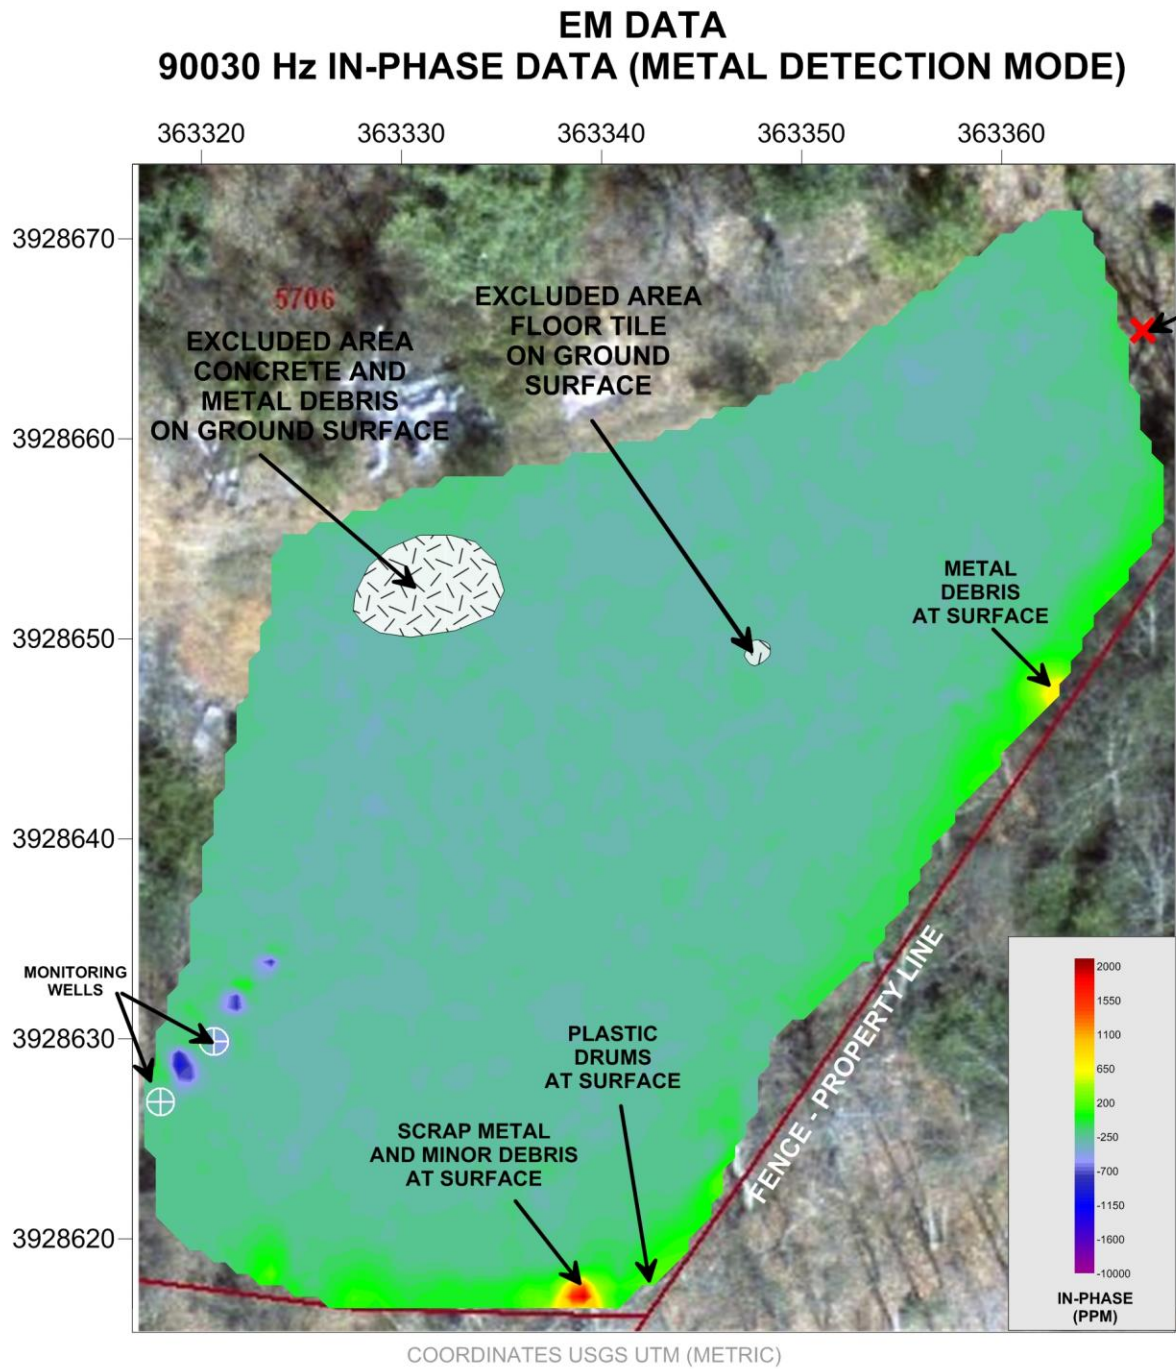 EM DATA
90030 Hz IN-PHASE DATA (METAL DETECTION MODE)
363320
363330
363340
363350
363360
3928670
3928660
3928650
3928640
3928630
3928620
5706
EXCLUDED AREA
CONCRETE AND
METAL DEBRIS
ON GROUND SURFACE
EXCLUDED AREA
FLOOR TILE
ON GROUND
SURFACE
METAL
DEBRIS
AT SURFACE
MONITORING
WELLS
PLASTIC
DRUMS
AT SURFACE
SCRAP METAL
AND MINOR DEBRIS
AT SURFACE
FENCE - PROPERTY LINE
2000
1550
1100
650
200
-250
-700
-1150
-1600
-10000
IN-PHASE
(PPM)
COORDINATES USGS UTM (METRIC)